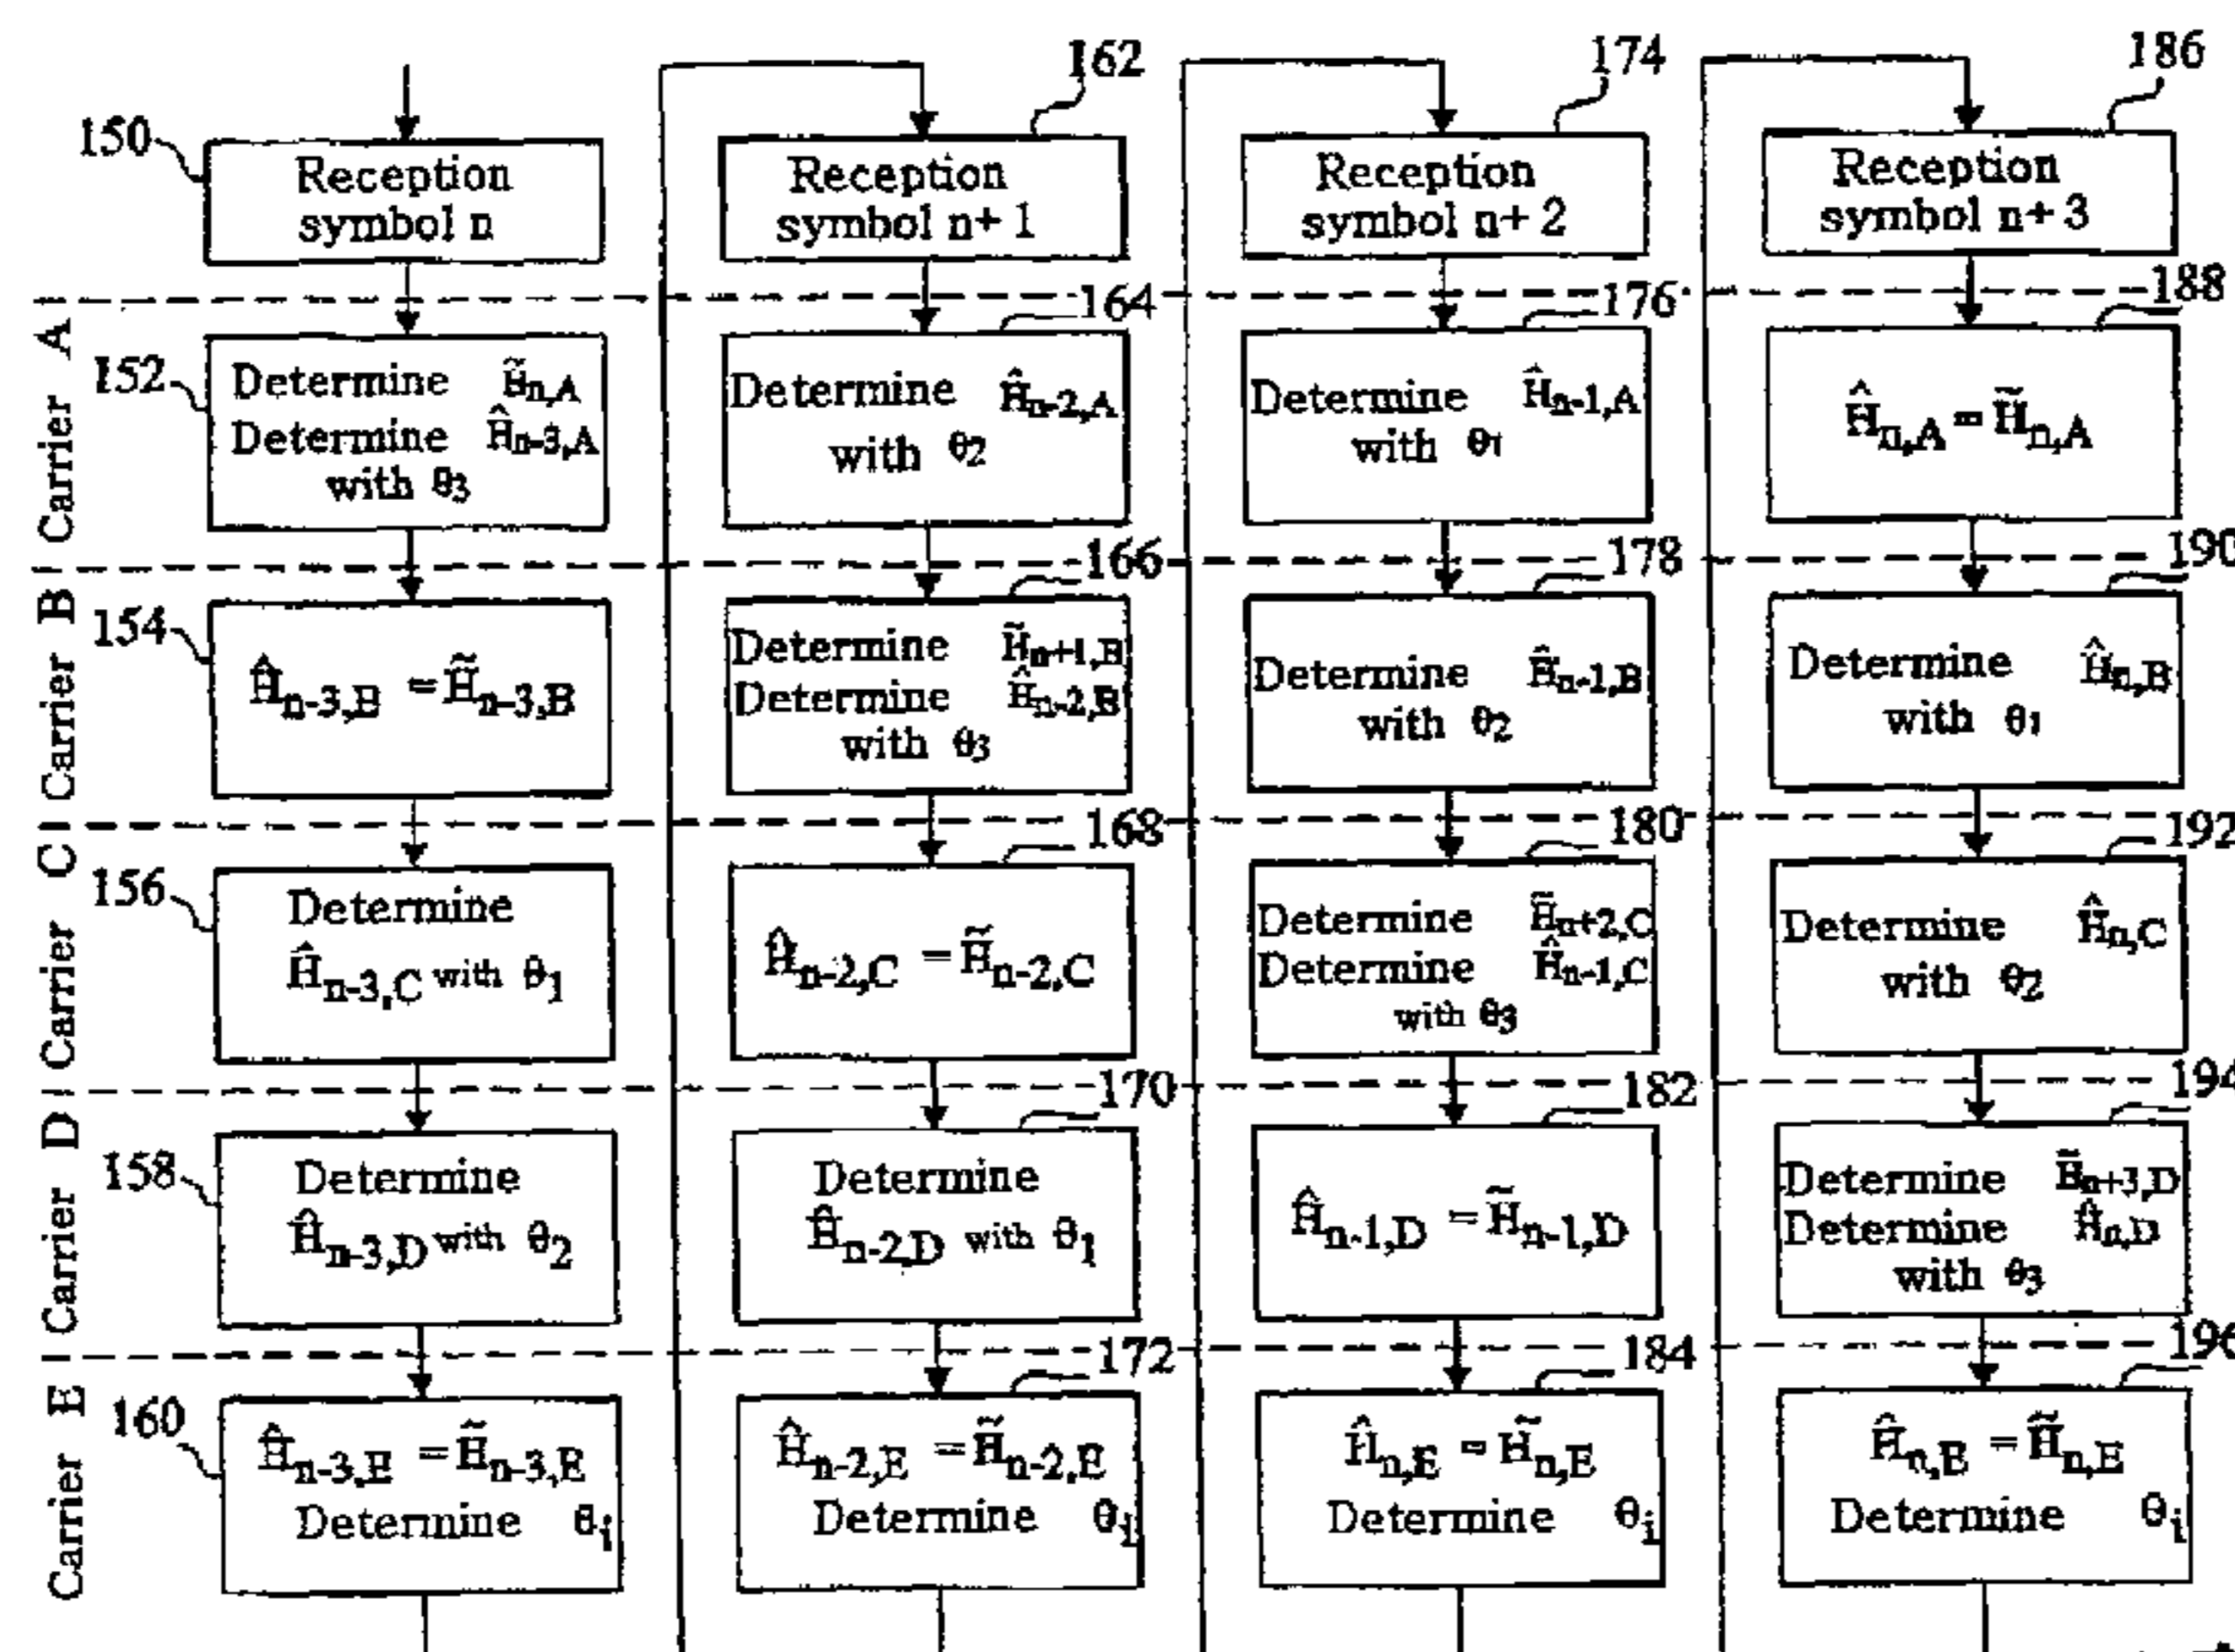 150
Reception
symbol n
162
Reception
symbol n+1
174
Reception
symbol n+2
186
Reception
symbol n+3
Carrier A
152
Determine H̃n,A
Determine Ĥn-3,A
with θ3
164
Determine Ĥn-2,A
with θ2
176
Determine Ĥn-1,A
with θ1
188
Ĥn,A = H̃n,A
Carrier B
154
Ĥn-3,B = H̃n-3,B
166
Determine H̃n+1,B
Determine Ĥn-2,B
with θ3
178
Determine Ĥn-1,B
with θ2
190
Determine Ĥn,B
with θ1
Carrier C
156
Determine
Ĥn-3,C with θ1
168
Ĥn-2,C = H̃n-2,C
180
Determine H̃n+2,C
Determine Ĥn-1,C
with θ3
192
Determine Ĥn,C
with θ2
Carrier D
158
Determine
Ĥn-3,D with θ2
170
Determine
Ĥn-2,D with θ1
182
Ĥn-1,D = H̃n-1,D
194
Determine H̃n+3,D
Determine Ĥn,D
with θ3
Carrier E
160
Ĥn-3,E = H̃n-3,E
Determine θi
172
Ĥn-2,E = H̃n-2,E
Determine θi
184
Ĥn,E = H̃n,E
Determine θi
196
Ĥn,E = H̃n,E
Determine θi